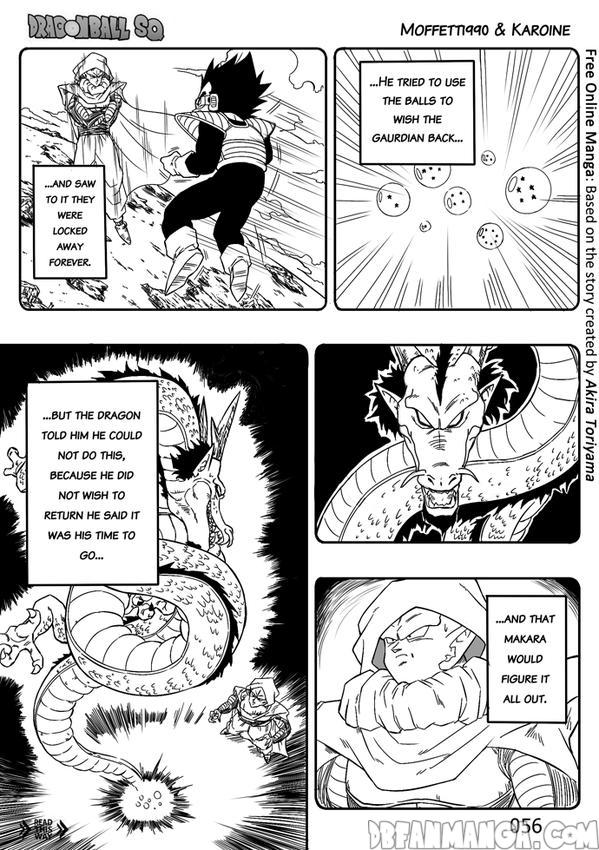 DRAGONBALL SQ
MOFFETT1990 & KAROINE
...AND SAW
TO IT THEY
WERE
LOCKED
AWAY
FOREVER.
...HE TRIED TO USE
THE BALLS TO
WISH THE
GAURDIAN BACK...
...BUT THE DRAGON
TOLD HIM HE COULD
NOT DO THIS,
BECAUSE HE DID
NOT WISH TO
RETURN HE SAID IT
WAS HIS TIME TO
GO...
...AND THAT
MAKARA
WOULD
FIGURE IT
ALL OUT.
Free Online Manga: Based on the story created by Akira Toriyama
READ
THIS
WAY
056
DBFANMANGA.COM